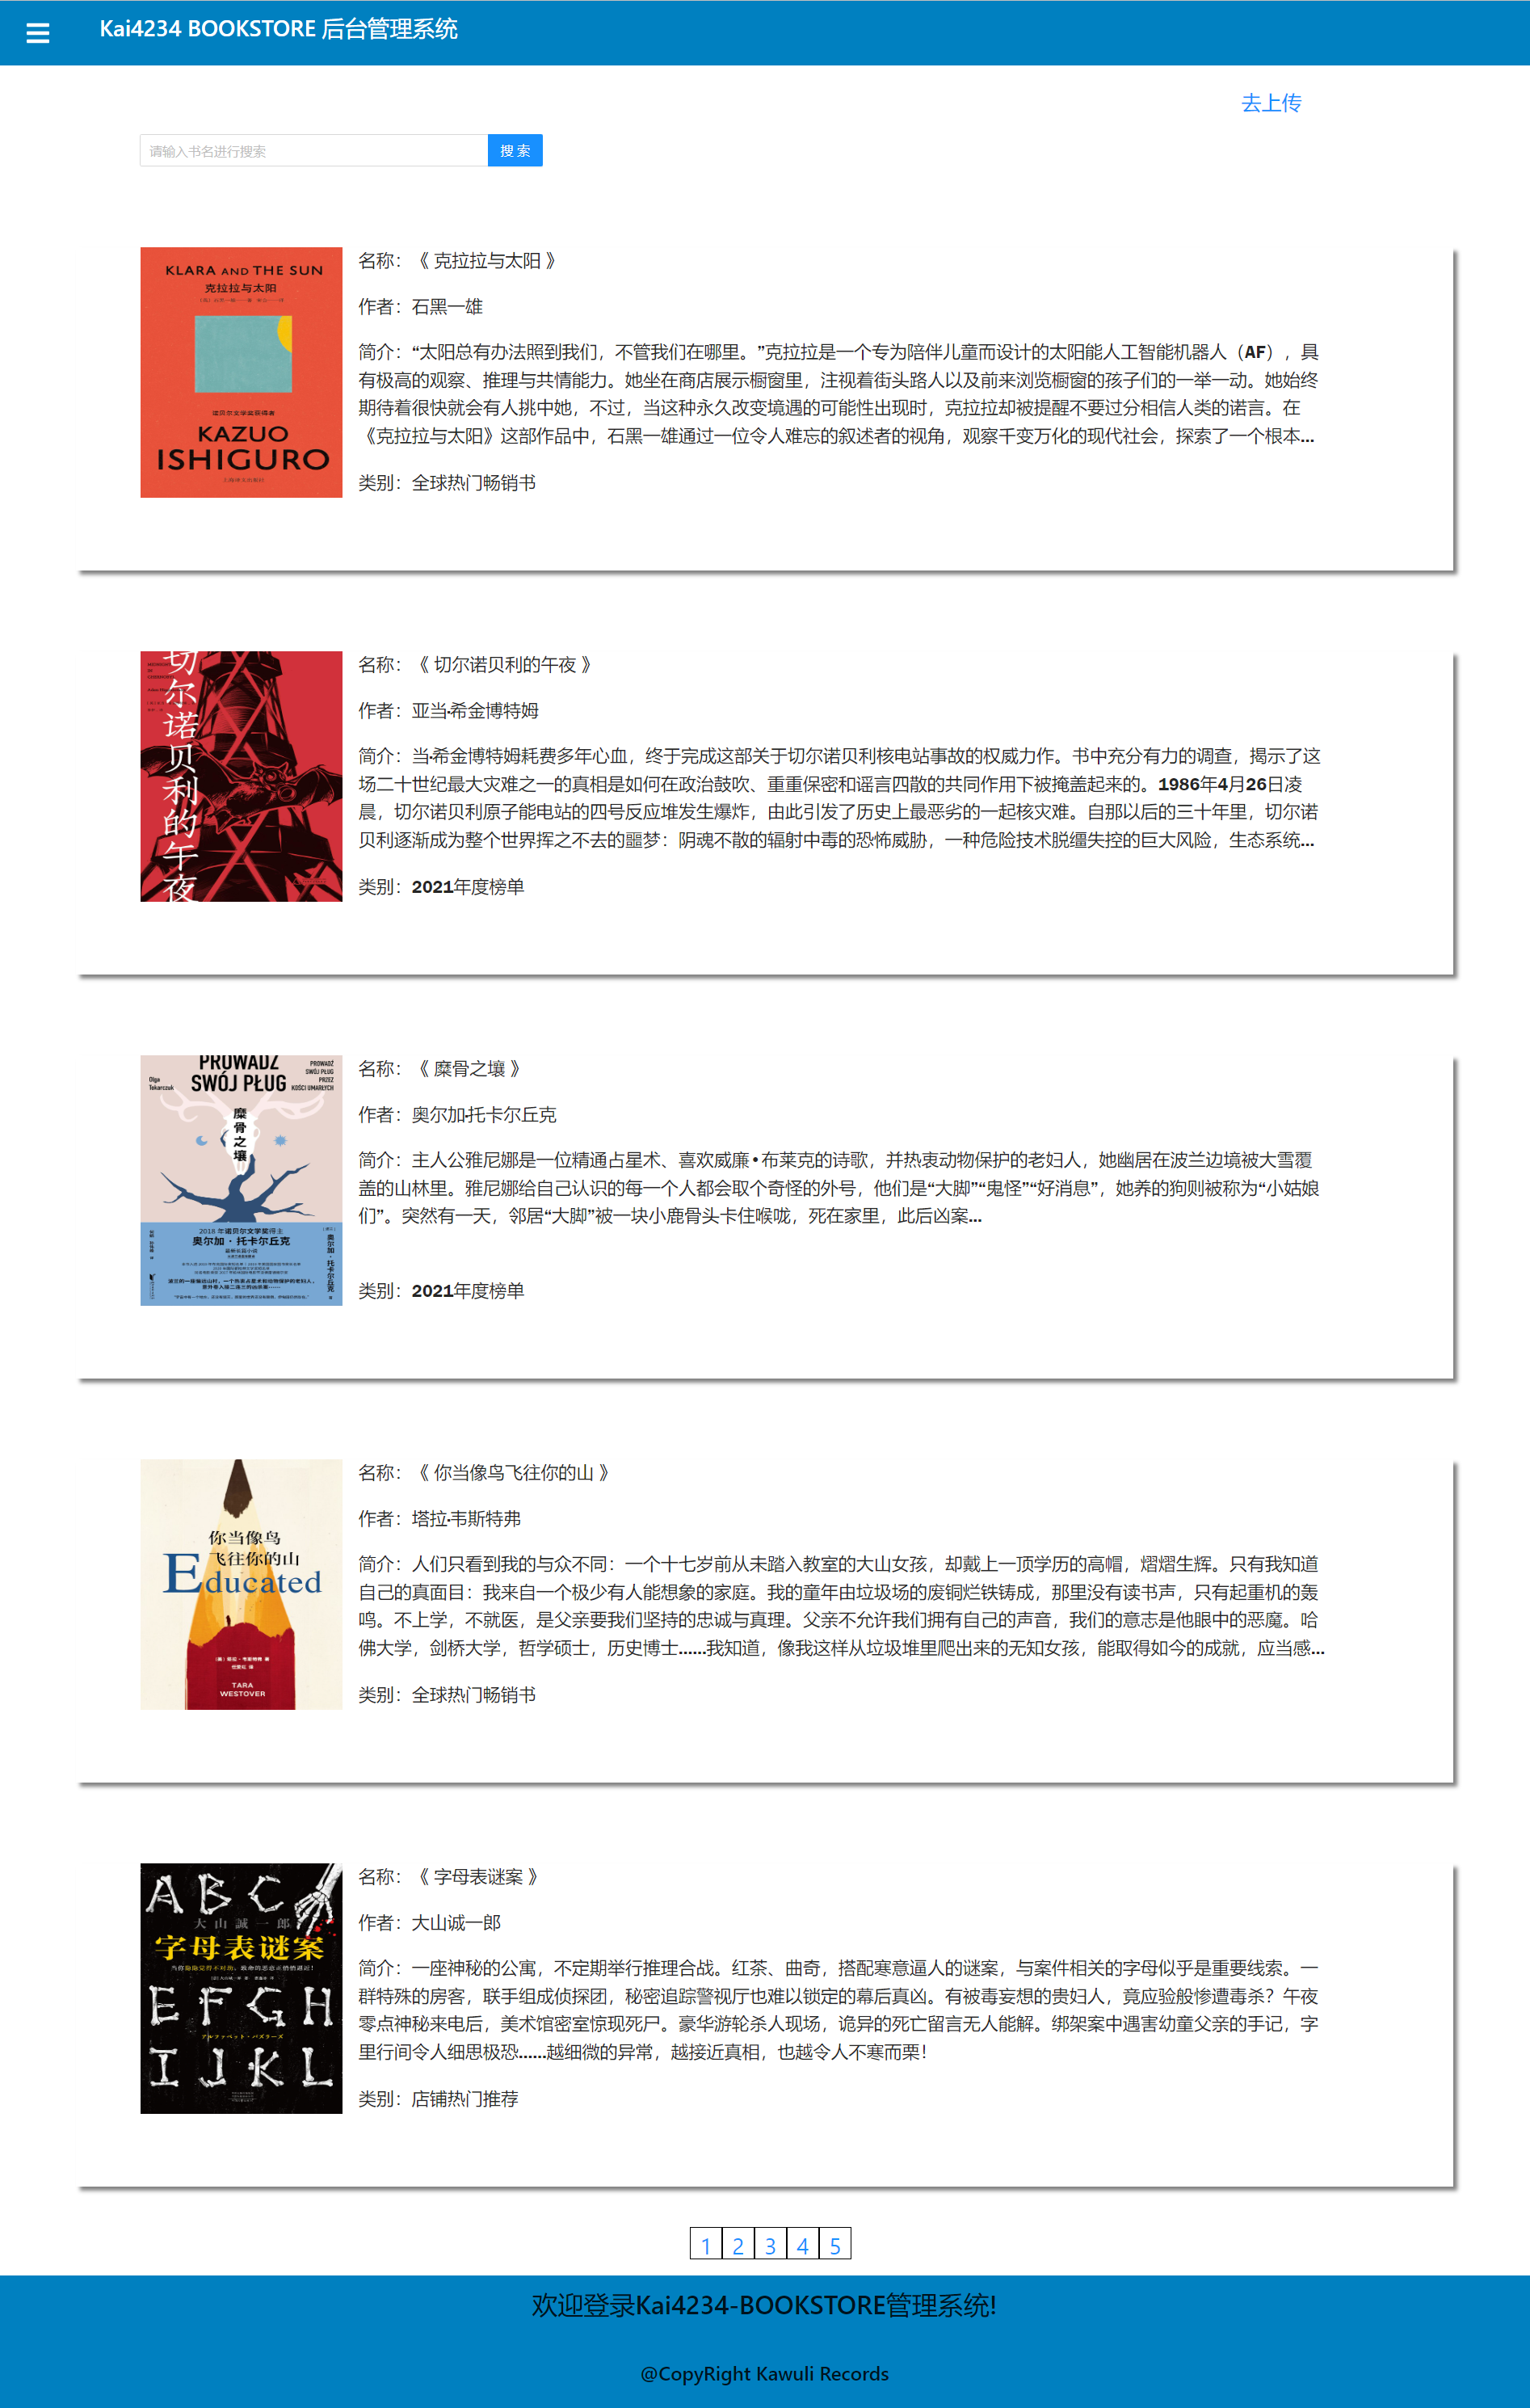 Kai4234 BOOKSTORE 后台管理系统
去上传
请输入书名进行搜索
搜 索
KLARA AND THE SUN
克拉拉与太阳
诺贝尔文学奖获得者
KAZUO
ISHIGURO
名称：《 克拉拉与太阳 》
作者：石黑一雄
简介：“太阳总有办法照到我们，不管我们在哪里。”克拉拉是一个专为陪伴儿童而设计的太阳能人工智能机器人（AF），具
有极高的观察、推理与共情能力。她坐在商店展示橱窗里，注视着街头路人以及前来浏览橱窗的孩子们的一举一动。她始终
期待着很快就会有人挑中她，不过，当这种永久改变境遇的可能性出现时，克拉拉却被提醒不要过分相信人类的诺言。在
《克拉拉与太阳》这部作品中，石黑一雄通过一位令人难忘的叙述者的视角，观察千变万化的现代社会，探索了一个根本...
类别：全球热门畅销书
切尔诺贝利的午夜
名称：《 切尔诺贝利的午夜 》
作者：亚当·希金博特姆
简介：当·希金博特姆耗费多年心血，终于完成这部关于切尔诺贝利核电站事故的权威力作。书中充分有力的调查，揭示了这
场二十世纪最大灾难之一的真相是如何在政治鼓吹、重重保密和谣言四散的共同作用下被掩盖起来的。1986年4月26日凌
晨，切尔诺贝利原子能电站的四号反应堆发生爆炸，由此引发了历史上最恶劣的一起核灾难。自那以后的三十年里，切尔诺
贝利逐渐成为整个世界挥之不去的噩梦：阴魂不散的辐射中毒的恐怖威胁，一种危险技术脱缰失控的巨大风险，生态系统...
类别：2021年度榜单
Olga
Tokarczuk
PROWADŹ
SWÓJ PŁUG
PROWADŹ
SWÓJ PŁUG
PRZEZ
KOŚCI UMARŁYCH
糜骨之壤
2018 年诺贝尔文学奖得主
奥尔加·托卡尔丘克
奥尔加·托卡尔丘克
名称：《 糜骨之壤 》
作者：奥尔加·托卡尔丘克
简介：主人公雅尼娜是一位精通占星术、喜欢威廉•布莱克的诗歌，并热衷动物保护的老妇人，她幽居在波兰边境被大雪覆
盖的山林里。雅尼娜给自己认识的每一个人都会取个奇怪的外号，他们是“大脚”“鬼怪”“好消息”，她养的狗则被称为“小姑娘
们”。突然有一天，邻居“大脚”被一块小鹿骨头卡住喉咙，死在家里，此后凶案...
类别：2021年度榜单
你当像鸟
飞往你的山
Educated
TARA
WESTOVER
名称：《 你当像鸟飞往你的山 》
作者：塔拉·韦斯特弗
简介：人们只看到我的与众不同：一个十七岁前从未踏入教室的大山女孩，却戴上一顶学历的高帽，熠熠生辉。只有我知道
自己的真面目：我来自一个极少有人能想象的家庭。我的童年由垃圾场的废铜烂铁铸成，那里没有读书声，只有起重机的轰
鸣。不上学，不就医，是父亲要我们坚持的忠诚与真理。父亲不允许我们拥有自己的声音，我们的意志是他眼中的恶魔。哈
佛大学，剑桥大学，哲学硕士，历史博士……我知道，像我这样从垃圾堆里爬出来的无知女孩，能取得如今的成就，应当感...
类别：全球热门畅销书
ABC
大山誠一郎
字母表谜案
EFGH
アルファベット・パズラーズ
IJKL
名称：《 字母表谜案 》
作者：大山诚一郎
简介：一座神秘的公寓，不定期举行推理合战。红茶、曲奇，搭配寒意逼人的谜案，与案件相关的字母似乎是重要线索。一
群特殊的房客，联手组成侦探团，秘密追踪警视厅也难以锁定的幕后真凶。有被毒妄想的贵妇人，竟应验般惨遭毒杀？午夜
零点神秘来电后，美术馆密室惊现死尸。豪华游轮杀人现场，诡异的死亡留言无人能解。绑架案中遇害幼童父亲的手记，字
里行间令人细思极恐……越细微的异常，越接近真相，也越令人不寒而栗！
类别：店铺热门推荐
1 2 3 4 5
欢迎登录Kai4234-BOOKSTORE管理系统!
@CopyRight Kawuli Records